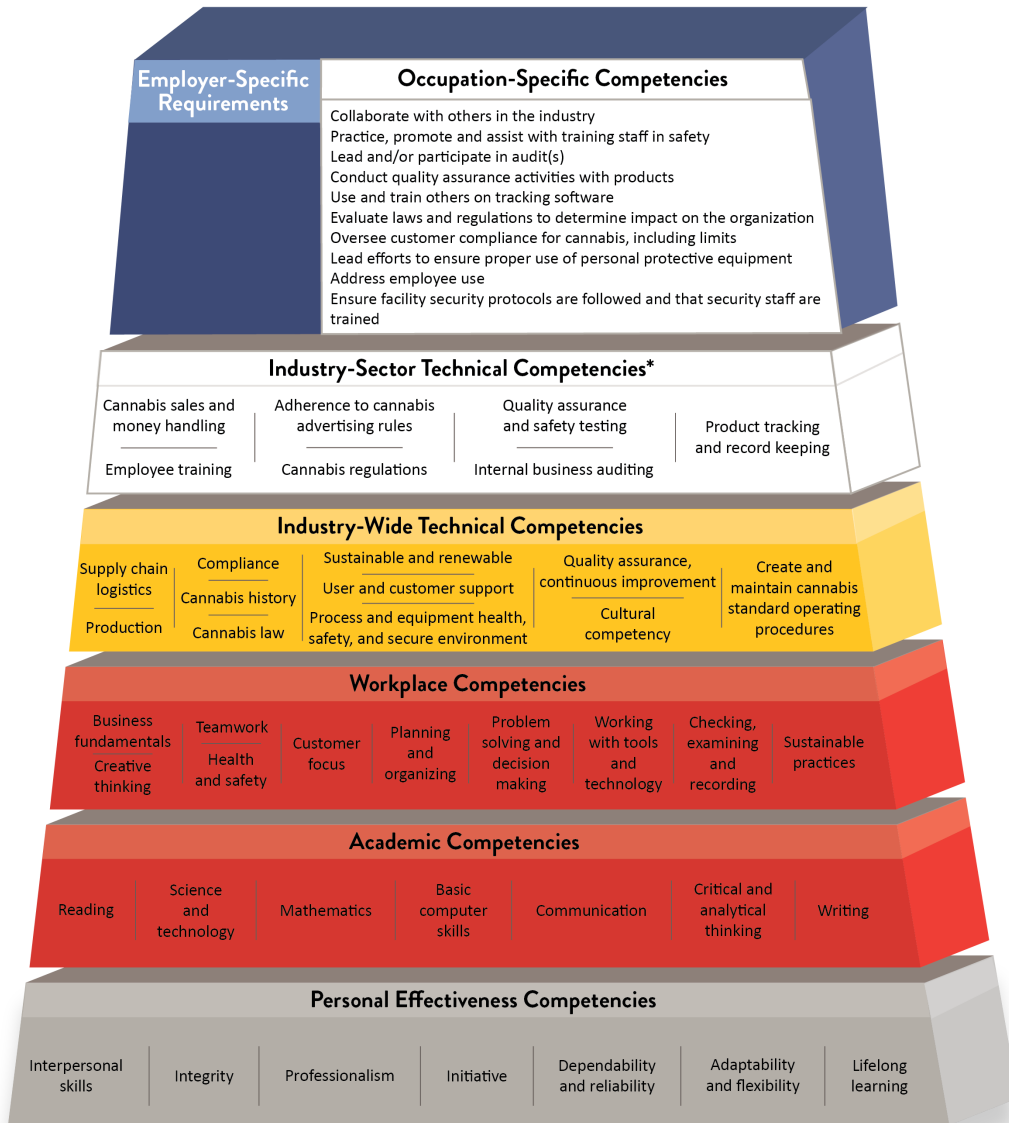 Employer-Specific
Requirements
Occupation-Specific Competencies
Collaborate with others in the industry
Practice, promote and assist with training staff in safety
Lead and/or participate in audit(s)
Conduct quality assurance activities with products
Use and train others on tracking software
Evaluate laws and regulations to determine impact on the organization
Oversee customer compliance for cannabis, including limits
Lead efforts to ensure proper use of personal protective equipment
Address employee use
Ensure facility security protocols are followed and that security staff are
trained
Industry-Sector Technical Competencies*
Cannabis sales and
money handling
Employee training
Adherence to cannabis
advertising rules
Cannabis regulations
Quality assurance
and safety testing
Internal business auditing
Product tracking
and record keeping
Industry-Wide Technical Competencies
Supply chain
logistics
Production
Compliance
Cannabis history
Cannabis law
Sustainable and renewable
User and customer support
Process and equipment health,
safety, and secure environment
Quality assurance,
continuous improvement
Cultural
competency
Create and
maintain cannabis
standard operating
procedures
Workplace Competencies
Business
fundamentals
Creative
thinking
Teamwork
Health
and safety
Customer
focus
Planning
and
organizing
Problem
solving and
decision
making
Working
with tools
and
technology
Checking,
examining
and
recording
Sustainable
practices
Academic Competencies
Reading
Science
and
technology
Mathematics
Basic
computer
skills
Communication
Critical and
analytical
thinking
Writing
Personal Effectiveness Competencies
Interpersonal
skills
Integrity
Professionalism
Initiative
Dependability
and reliability
Adaptability
and flexibility
Lifelong
learning